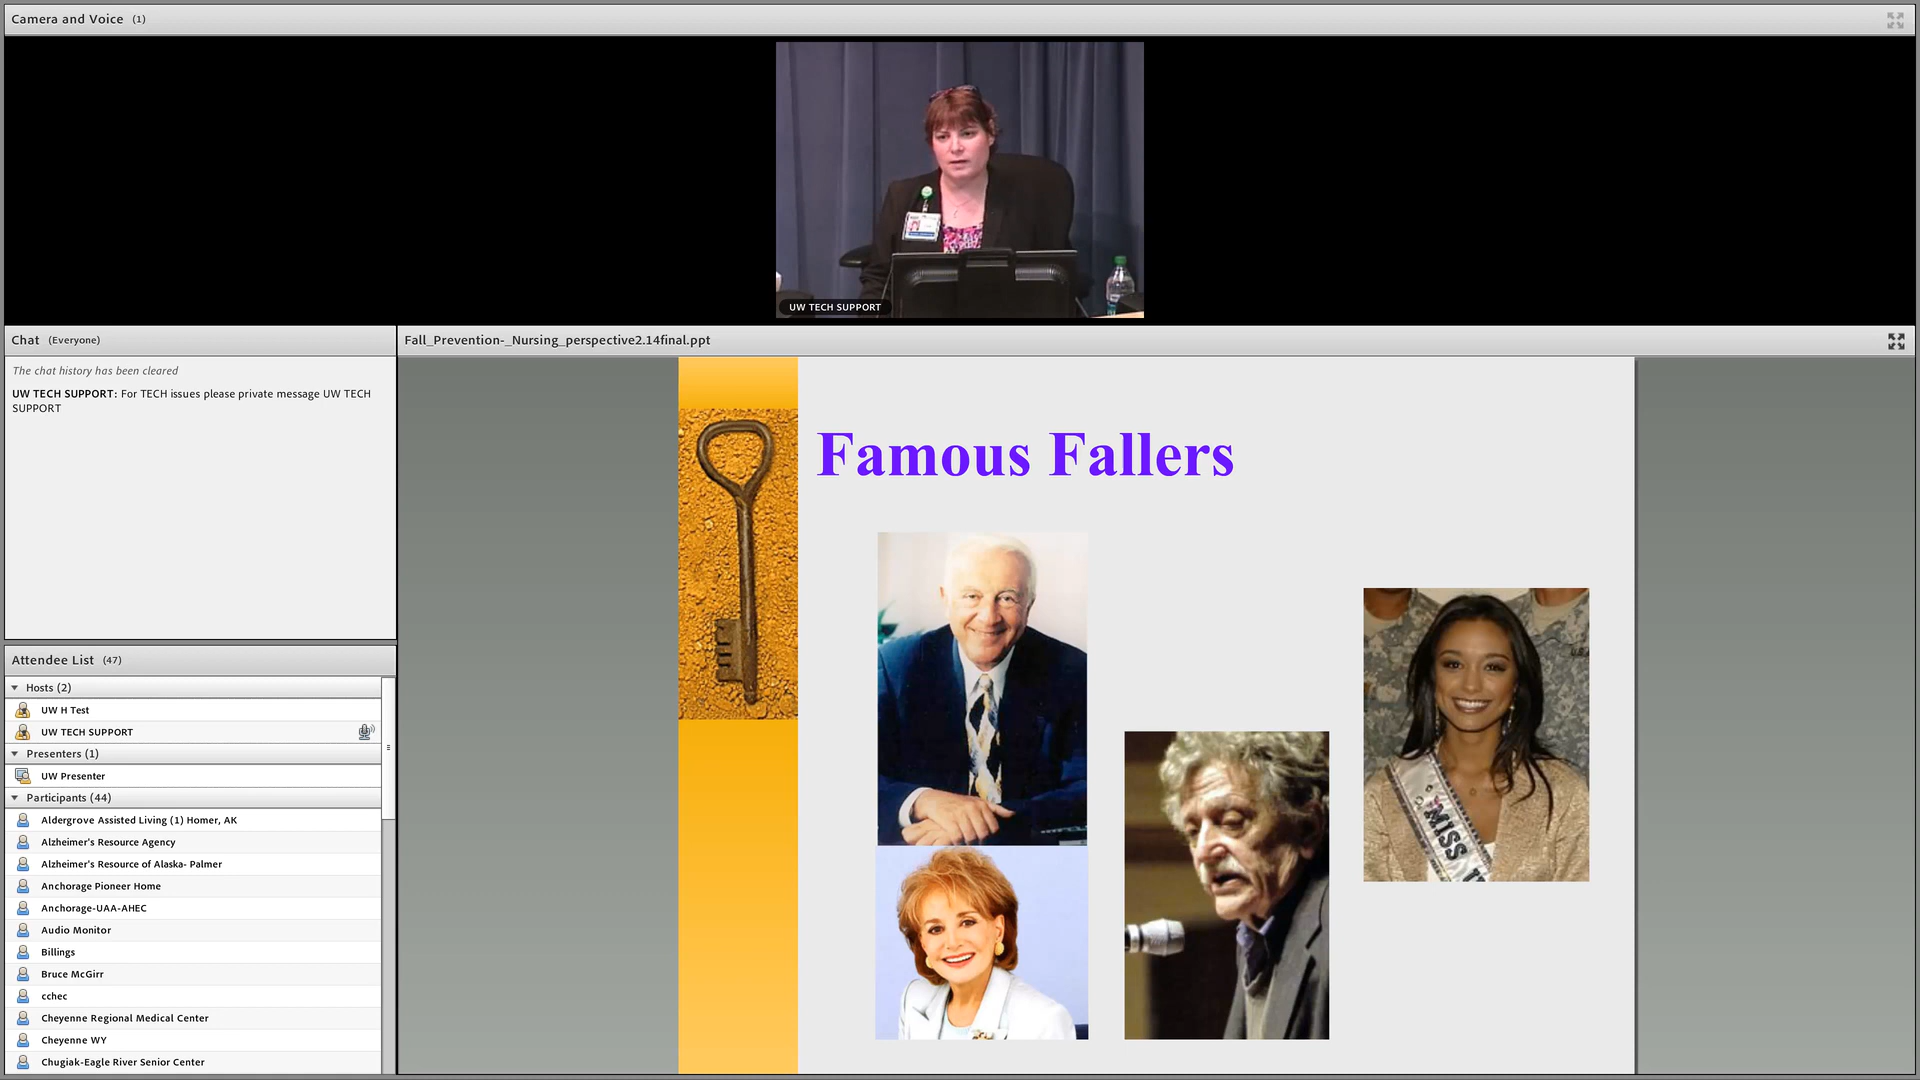 Camera and Voice (1)
UW TECH SUPPORT
Chat (Everyone)
The chat history has been cleared
UW TECH SUPPORT: For TECH issues please private message UW TECH
SUPPORT
Attendee List (47)
Hosts (2)
UW H Test
UW TECH SUPPORT
Presenters (1)
UW Presenter
Participants (44)
Aldergrove Assisted Living (1) Homer, AK
Alzheimer's Resource Agency
Alzheimer's Resource of Alaska- Palmer
Anchorage Pioneer Home
Anchorage-UAA-AHEC
Audio Monitor
Billings
Bruce McGirr
cchec
Cheyenne Regional Medical Center
Cheyenne WY
Chugiak-Eagle River Senior Center
Fall_Prevention-_Nursing_perspective2.14final.ppt
Famous Fallers
MISS